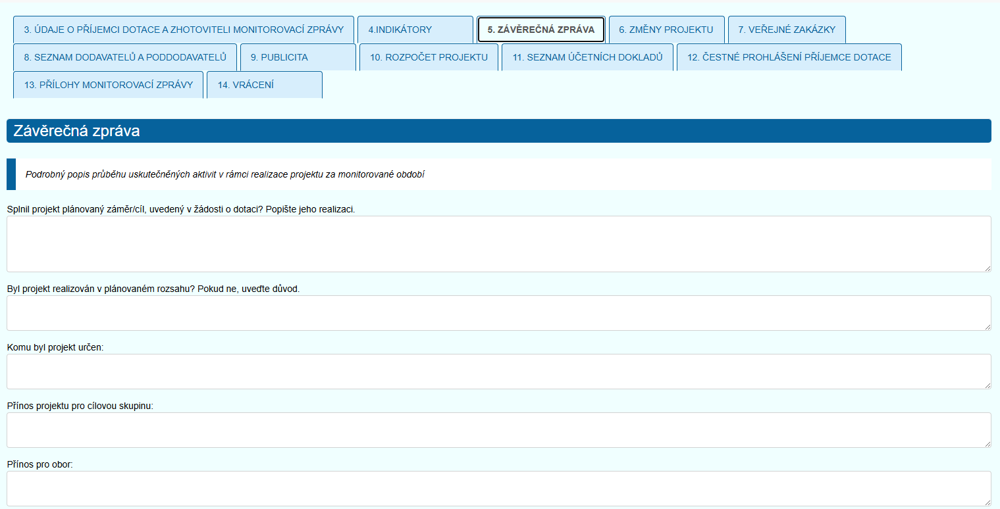 3. ÚDAJE O PŘÍJEMCI DOTACE A ZHOTOVITELI MONITOROVACÍ ZPRÁVY 4.INDIKÁTORY 5. ZÁVĚREČNÁ ZPRÁVA 6. ZMĚNY PROJEKTU 7. VEŘEJNÉ ZAKÁZKY
8. SEZNAM DODAVATELŮ A PODDODAVATELŮ 9. PUBLICITA 10. ROZPOČET PROJEKTU 11. SEZNAM ÚČETNÍCH DOKLADŮ 12. ČESTNÉ PROHLÁŠENÍ PŘÍJEMCE DOTACE
13. PŘÍLOHY MONITOROVACÍ ZPRÁVY 14. VRÁCENÍ
Závěrečná zpráva
Podrobný popis průběhu uskutečněných aktivit v rámci realizace projektu za monitorované období
Splnil projekt plánovaný záměr/cíl, uvedený v žádosti o dotaci? Popište jeho realizaci.
Byl projekt realizován v plánovaném rozsahu? Pokud ne, uveďte důvod.
Komu byl projekt určen:
Přínos projektu pro cílovou skupinu:
Přínos pro obor: